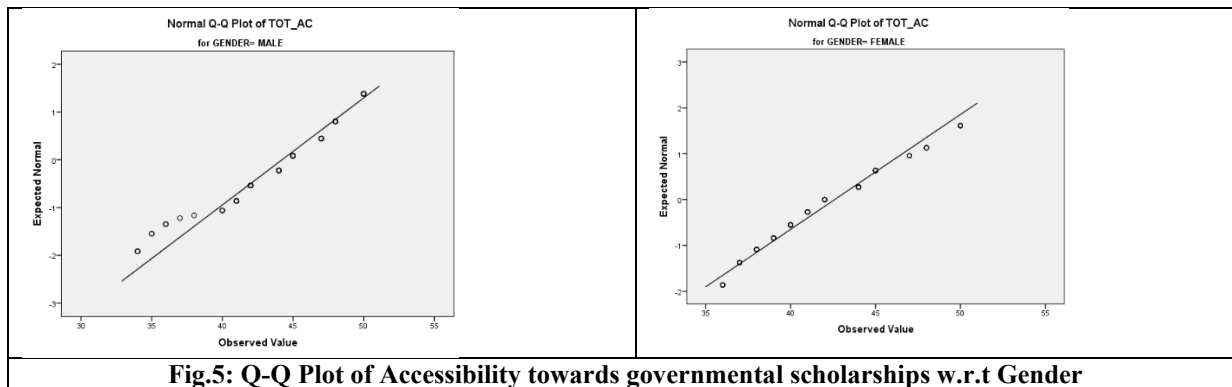 Normal Q-Q Plot of TOT_AC
for GENDER= MALE
2
1
0
-1
-2
-3
Expected Normal
30 35 40 45 50 55
Observed Value
Normal Q-Q Plot of TOT_AC
for GENDER= FEMALE
3
2
1
0
-1
-2
Expected Normal
35 40 45 50 55
Observed Value
Fig.5: Q-Q Plot of Accessibility towards governmental scholarships w.r.t Gender